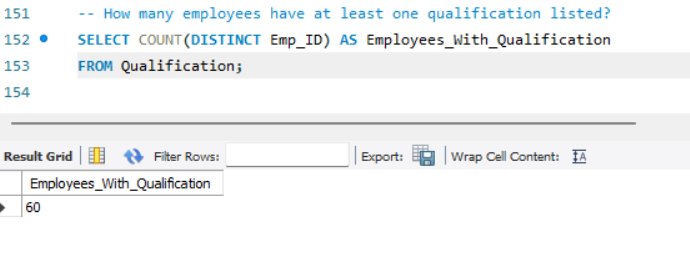 151 -- How many employees have at least one qualification listed?
152 SELECT COUNT(DISTINCT Emp_ID) AS Employees_With_Qualification
153 FROM Qualification;
154
Result Grid Filter Rows: Export: Wrap Cell Content:
Employees_With_Qualification
60